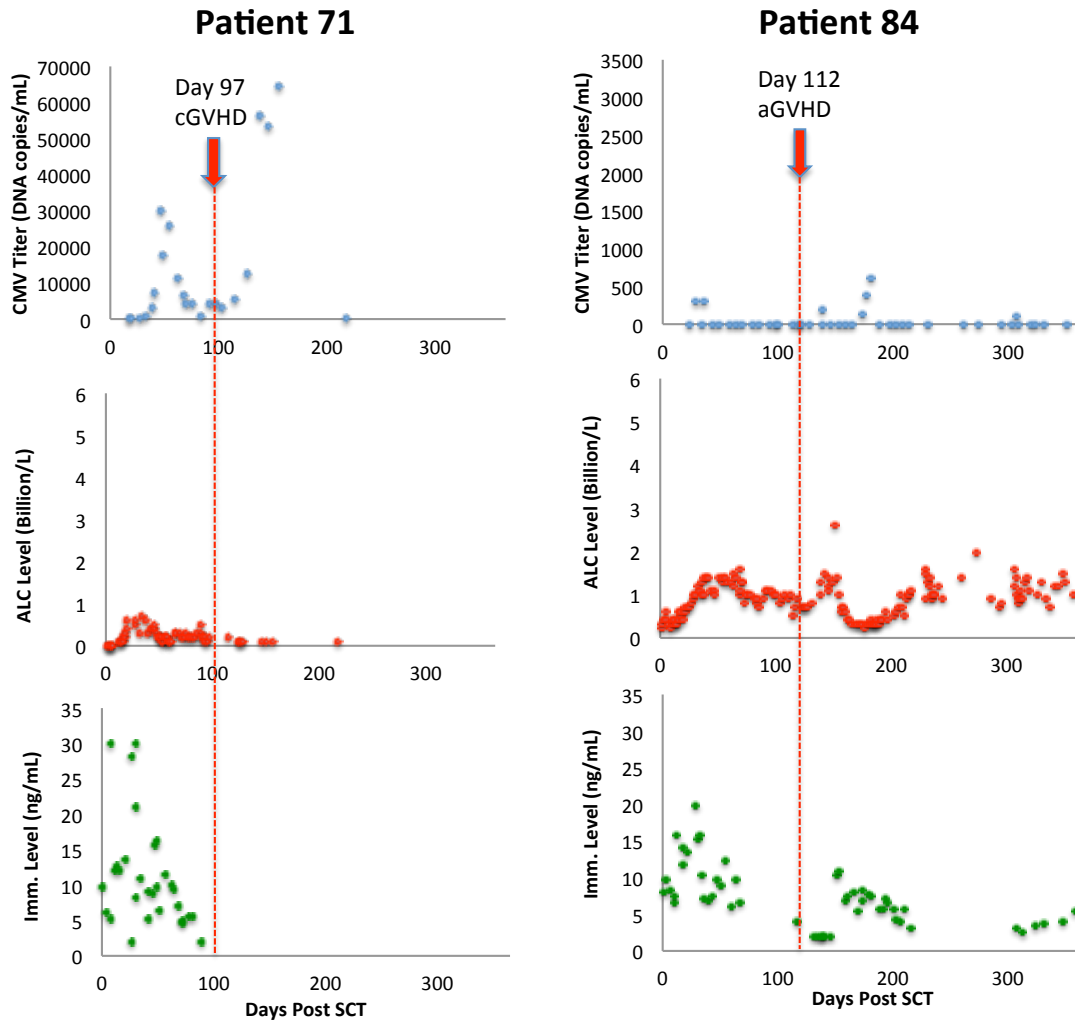 Patient 71
Patient 84
CMV Titer (DNA copies/mL)
70000
60000
50000
40000
30000
20000
10000
0
0 100 200 300
Day 97
cGVHD
CMV Titer (DNA copies/mL)
3500
3000
2500
2000
1500
1000
500
0
0 100 200 300
Day 112
aGVHD
ALC Level (Billion/L)
6
5
4
3
2
1
0
0 100 200 300
ALC Level (Billion/L)
6
5
4
3
2
1
0
0 100 200 300
Imm. Level (ng/mL)
35
30
25
20
15
10
5
0
0 100 200 300
Days Post SCT
Imm. Level (ng/mL)
35
30
25
20
15
10
5
0
0 100 200 300
Days Post SCT